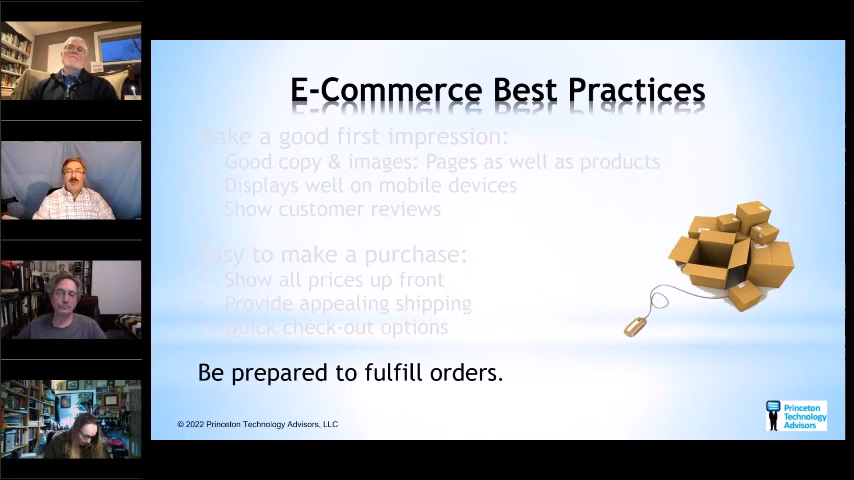 E-Commerce Best Practices
Make a good first impression:
Good copy & images: Pages as well as products
Displays well on mobile devices
• Show customer reviews
Easy to make a purchase:
• Show all prices up front
• Provide appealing shipping
Quick check-out options
Be prepared to fulfill orders.
© 2022 Princeton Technology Advisors, LLC
Princeton
Technology
Advisors